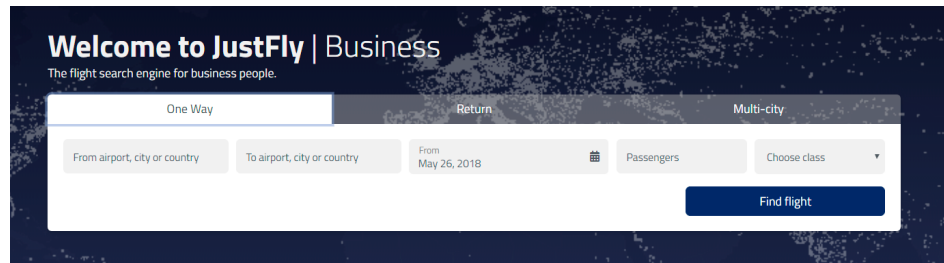 Welcome to JustFly | Business
The flight search engine for business people.
One Way Return Multi-city
From airport, city or country To airport, city or country From May 26, 2018 Passengers Choose class
Find flight